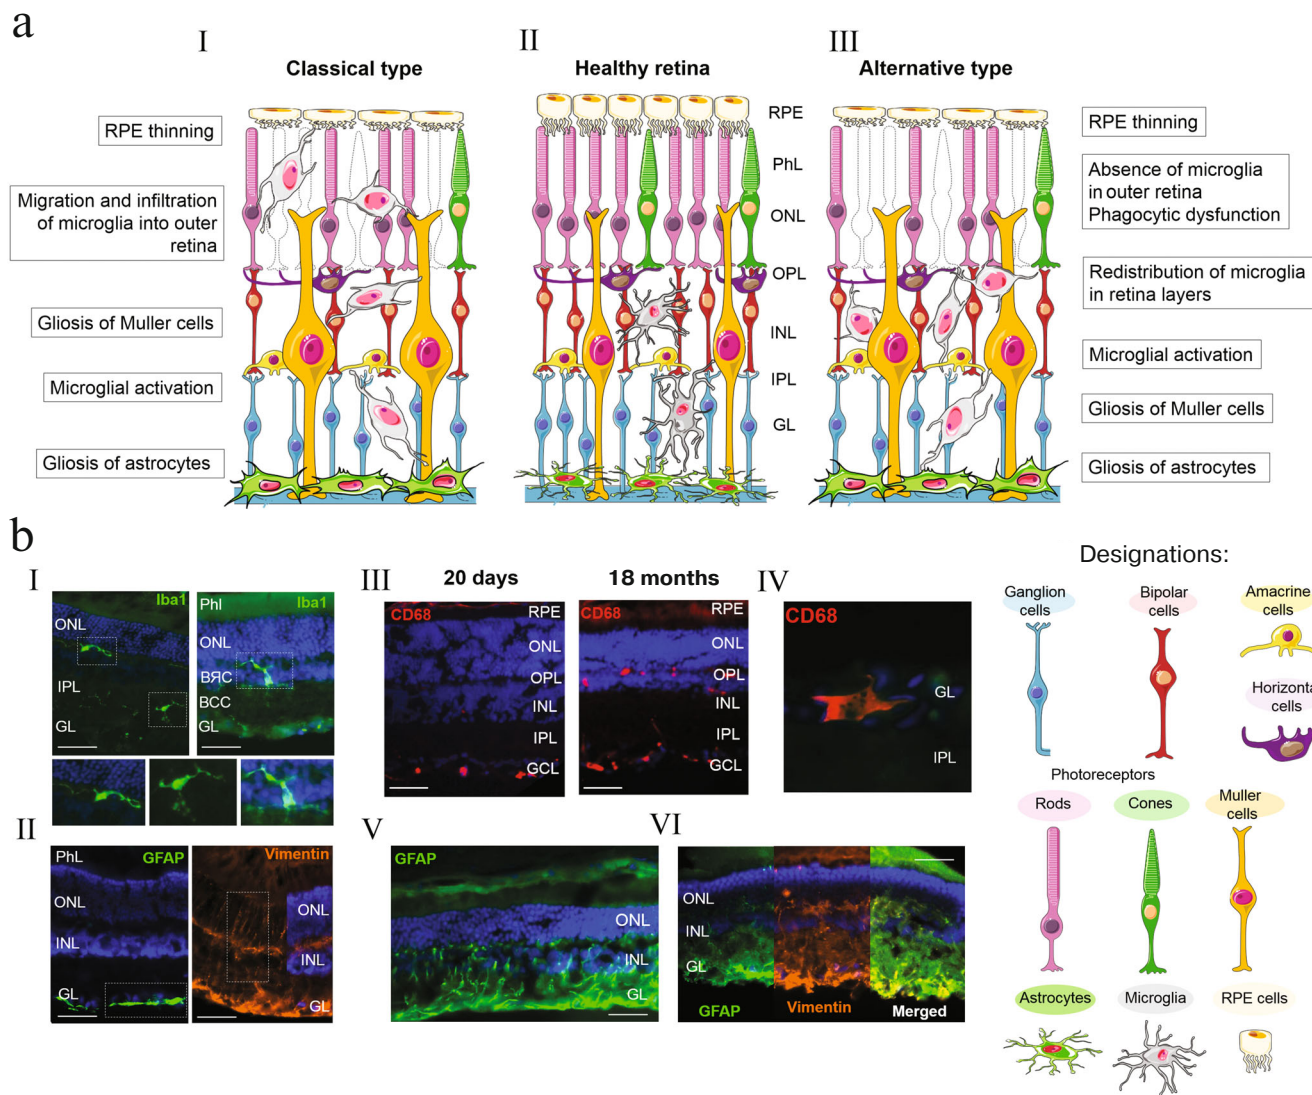 a
I
Classical type
II
Healthy retina
III
Alternative type
RPE thinning
Migration and infiltration
of microglia into outer
retina
Gliosis of Muller cells
Microglial activation
Gliosis of astrocytes
RPE
PhL
ONL
OPL
INL
IPL
GL
RPE thinning
Absence of microglia
in outer retina
Phagocytic dysfunction
Redistribution of microglia
in retina layers
Microglial activation
Gliosis of Muller cells
Gliosis of astrocytes
b
I
Iba1
ONL
IPL
GL
Phl
Iba1
ONL
BЯC
BCC
GL
II
PhL
GFAP
ONL
INL
GL
Vimentin
ONL
INL
GL
III
20 days
18 months
CD68
RPE
ONL
OPL
INL
IPL
GCL
CD68
RPE
ONL
OPL
INL
IPL
GCL
IV
CD68
GL
IPL
V
GFAP
ONL
INL
GL
VI
ONL
INL
GL
GFAP
Vimentin
Merged
Designations:
Ganglion
cells
Bipolar
cells
Amacrine
cells
Horizonta
cells
Photoreceptors
Rods
Cones
Muller
cells
Astrocytes
Microglia
RPE cells